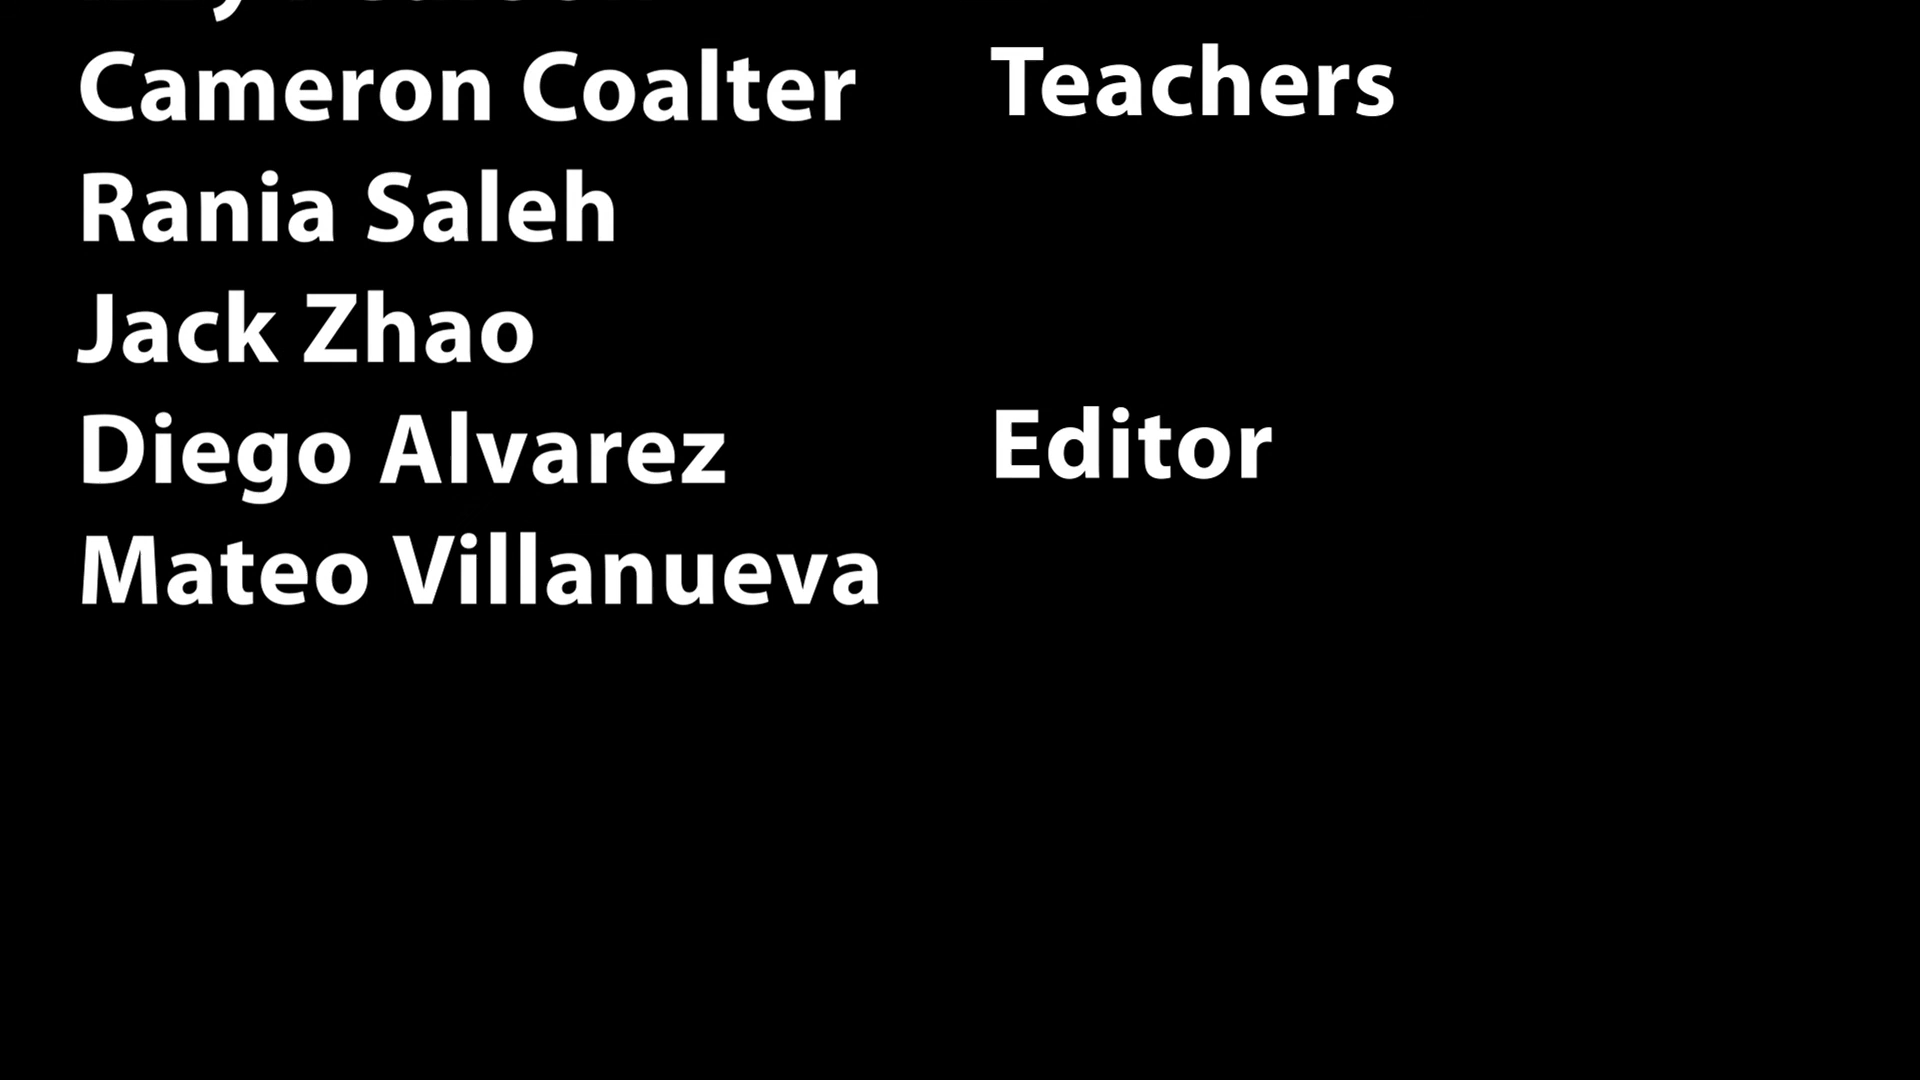 Cameron Coalter Teachers
Rania Saleh
Jack Zhao
Diego Alvarez Editor
Mateo Villanueva